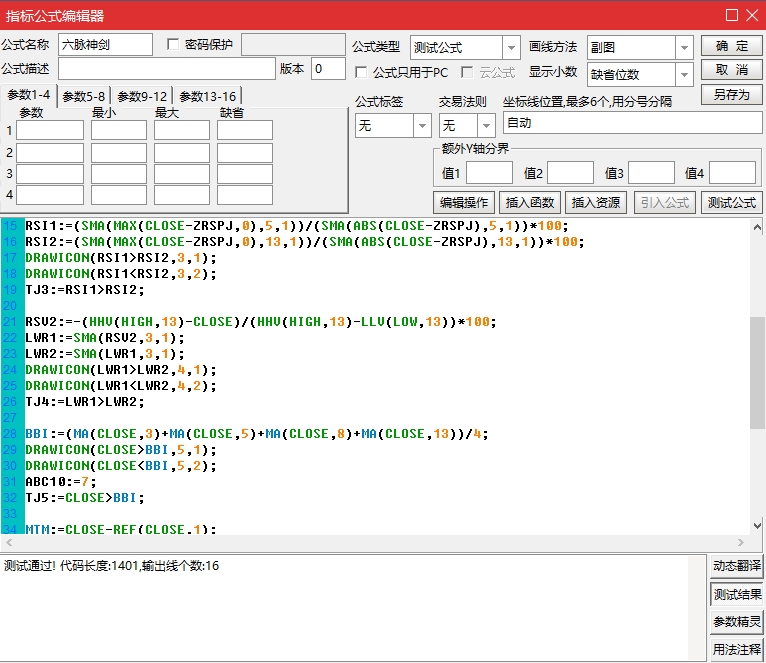 指标公式编辑器
公式名称 六脉神剑 密码保护 公式类型 测试公式 画线方法 副图 确 定
公式描述 版本 0 公式只用于PC 云公式 显示小数 缺省位数 取 消
参数1-4 参数5-8 参数9-12 参数13-16 公式标签 交易法则 坐标线位置,最多6个,用分号分隔 另存为
参数 最小 最大 缺省 无 无 自动
1
2 额外Y轴分界
3 值1 值2 值3 值4
4 编辑操作 插入函数 插入资源 引入公式 测试公式
15 RSI1:=(SMA(MAX(CLOSE-ZRSPJ,0),5,1))/(SMA(ABS(CLOSE-ZRSPJ),5,1))*100;
16 RSI2:=(SMA(MAX(CLOSE-ZRSPJ,0),13,1))/(SMA(ABS(CLOSE-ZRSPJ),13,1))*100;
17 DRAWICON(RSI1>RSI2,3,1);
18 DRAWICON(RSI1<RSI2,3,2);
19 TJ3:=RSI1>RSI2;
20
21 RSV2:=-(HHV(HIGH,13)-CLOSE)/(HHV(HIGH,13)-LLV(LOW,13))*100;
22 LWR1:=SMA(RSV2,3,1);
23 LWR2:=SMA(LWR1,3,1);
24 DRAWICON(LWR1>LWR2,4,1);
25 DRAWICON(LWR1<LWR2,4,2);
26 TJ4:=LWR1>LWR2;
27
28 BBI:=(MA(CLOSE,3)+MA(CLOSE,5)+MA(CLOSE,8)+MA(CLOSE,13))/4;
29 DRAWICON(CLOSE>BBI,5,1);
30 DRAWICON(CLOSE<BBI,5,2);
31 ABC10:=7;
32 TJ5:=CLOSE>BBI;
33
34 MTM:=CLOSE-REF(CLOSE,1);
测试通过! 代码长度:1401,输出线个数:16
动态翻译
测试结果
参数精灵
用法注释